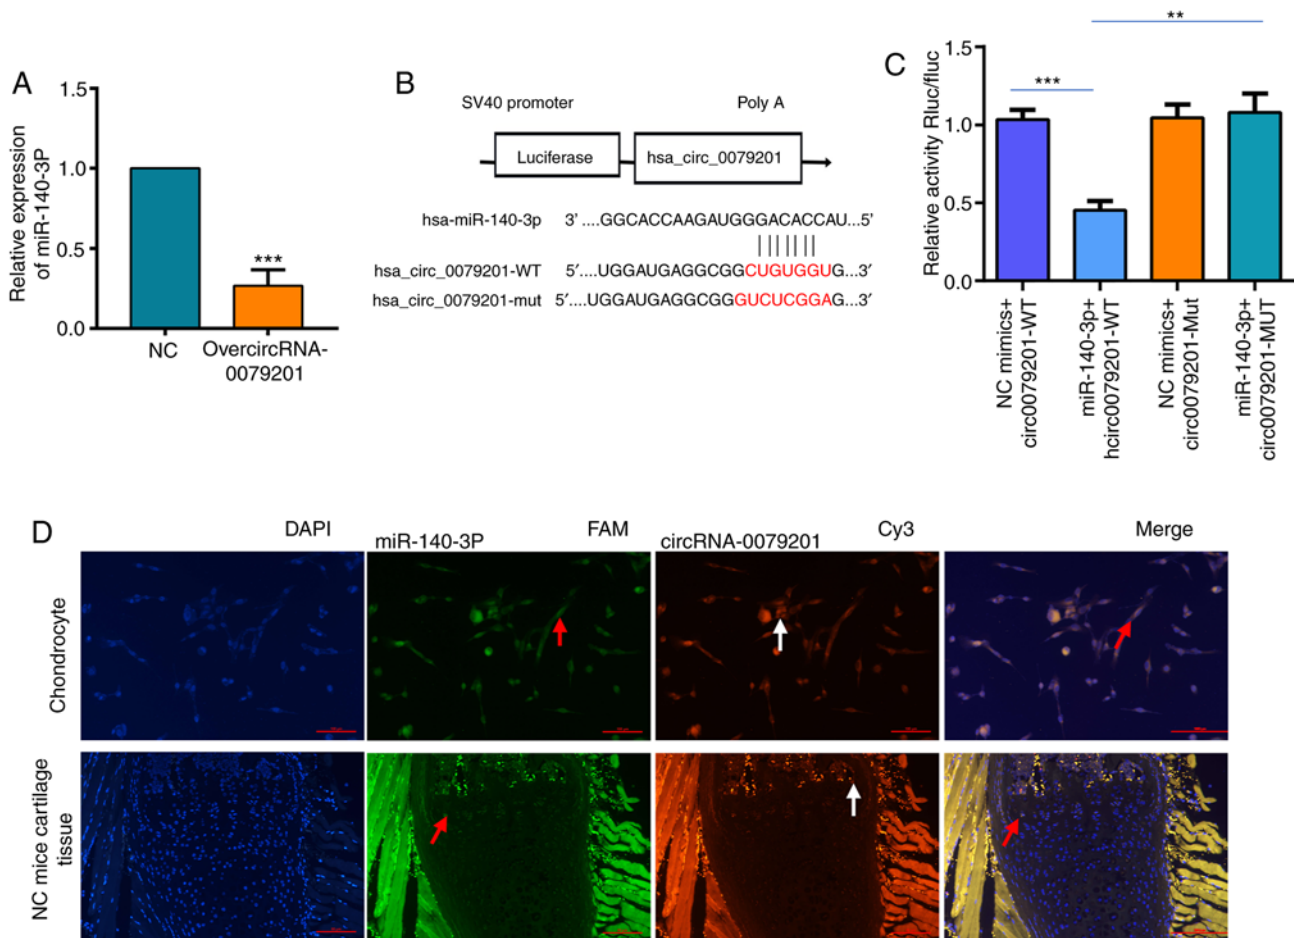 A
Relative expression
of miR-140-3P
1.5
1.0
0.5
0.0
***
NC
OvercircRNA-
0079201
B
SV40 promoter
Poly A
Luciferase
hsa_circ_0079201
hsa-miR-140-3p 3' ....GGCACCAAGAUGGGACACCAU...5'
hsa_circ_0079201-WT 5'....UGGAUGAGGCGGCUGUGGUG...3'
hsa_circ_0079201-mut 5'....UGGAUGAGGCGGGUCUCGGAG...3'
C
Relative activity Rluc/fluc
1.5
1.0
0.5
0.0
***
**
NC mimics+
circ0079201-WT
miR-140-3p+
hcirc0079201-WT
NC mimics+
circ0079201-Mut
miR-140-3p+
circ0079201-MUT
D
DAPI
miR-140-3P
FAM
circRNA-0079201
Cy3
Merge
Chondrocyte
NC mice cartilage
tissue